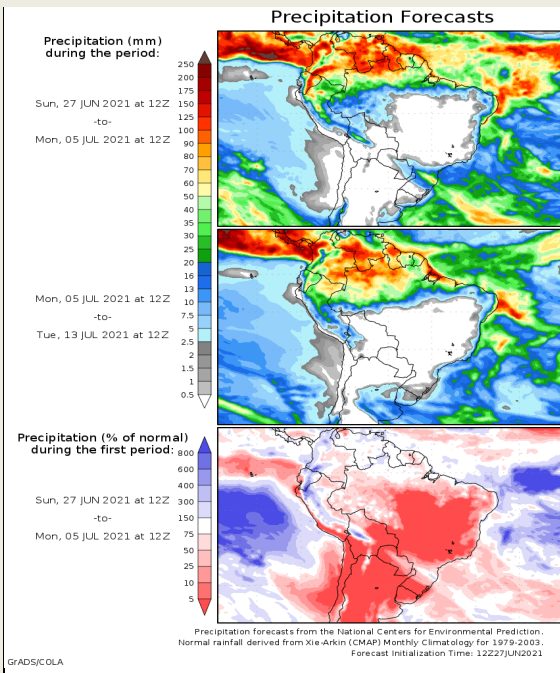 Precipitation Forecasts
Precipitation (mm)
during the period:
Sun, 27 JUN 2021 at 12Z
-to-
Mon, 05 JUL 2021 at 12Z
250
200
175
150
125
100
90
80
70
60
50
40
35
30
25
20
16
13
10
7.5
5
2.5
2
1.5
1
0.5
Mon, 05 JUL 2021 at 12Z
-to-
Tue, 13 JUL 2021 at 12Z
Precipitation (% of normal)
during the first period:
Sun, 27 JUN 2021 at 12Z
-to-
Mon, 05 JUL 2021 at 12Z
800
600
400
300
150
75
50
25
10
5
Precipitation forecasts from the National Centers for Environmental Prediction.
Normal rainfall derived from Xie-Arkin (CMAP) Monthly Climatology for 1979-2003.
Forecast Initialization Time: 12Z27JUN2021
GrADS/COLA